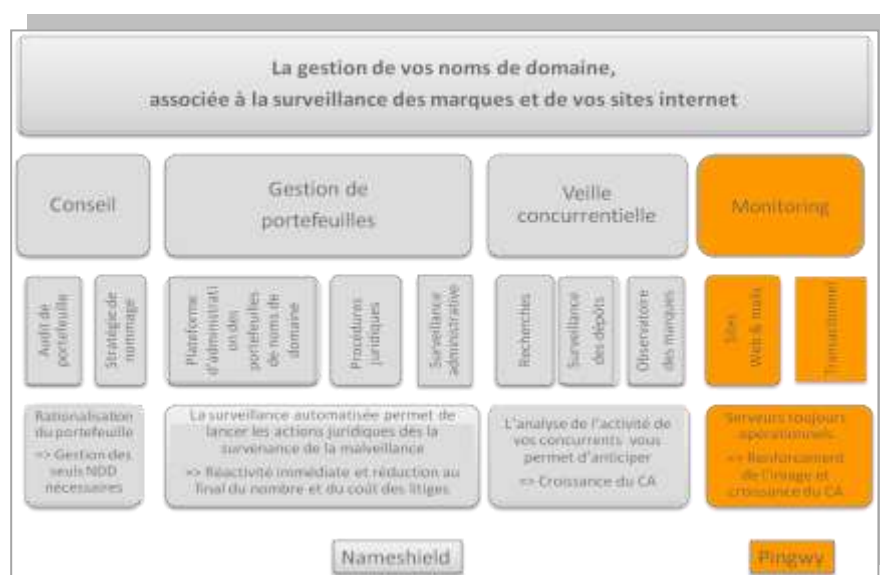 La gestion de vos noms de domaine,
associée à la surveillance des marques et de vos sites internet
Conseil
Gestion de
portefeuilles
Veille
concurrentielle
Monitoring
Audit de
portefeuille
Stratégie de
nommage
Plateforme
d'administrati
on des
portefeuilles
de noms de
domaine
Procédures
juridiques
Surveillance
administrative
Recherches
Surveillance
des dépôts
Observatoire
des marques
Sites
Web & mails
Transactionnel
Rationalisation
du portefeuille
=> Gestion des
seuls NDD
nécessaires
La surveillance automatisée permet de
lancer les actions juridiques dès la
survenance de la malveillance
=> Réactivité immédiate et réduction au
final du nombre et du coût des litiges
L'analyse de l'activité de
vos concurrents vous
permet d'anticiper
=> Croissance du CA
Serveurs toujours
opérationnels
=> Renforcement
de l'image et
croissance du CA
Nameshield
Pingwy